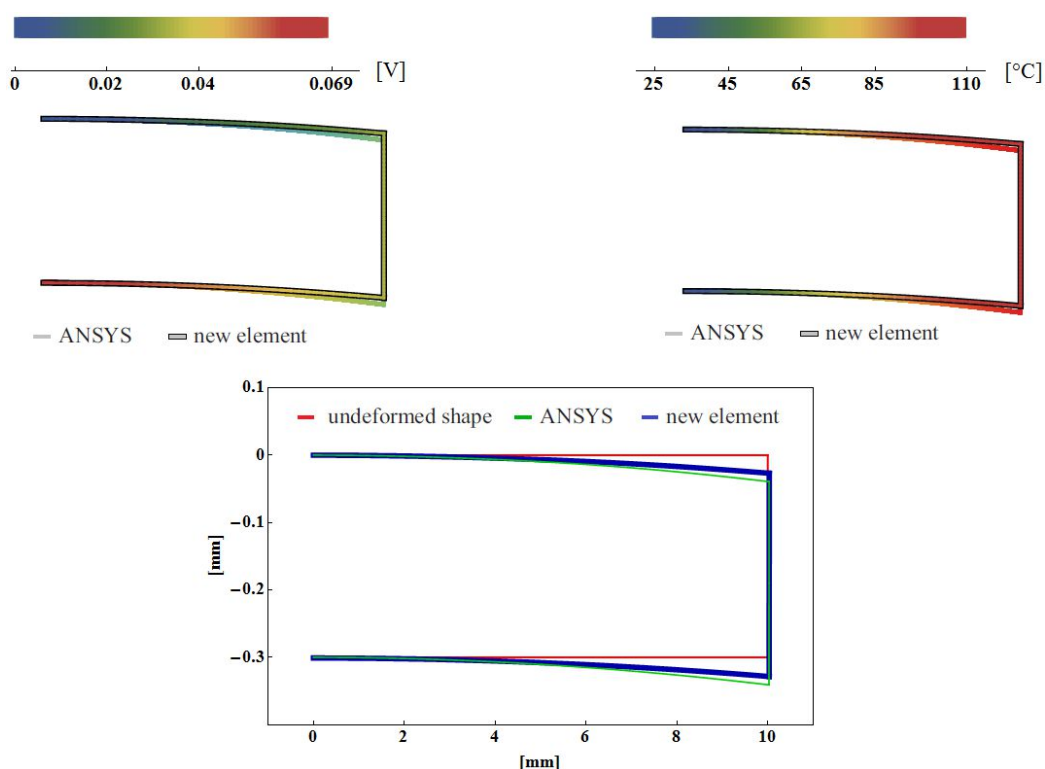 0 0.02 0.04 0.069 [V]
25 45 65 85 110 [°C]
ANSYS new element
ANSYS new element
0.1
undeformed shape ANSYS new element
0
−0.1
[mm]
−0.2
−0.3
0 2 4 6 8 10
[mm]